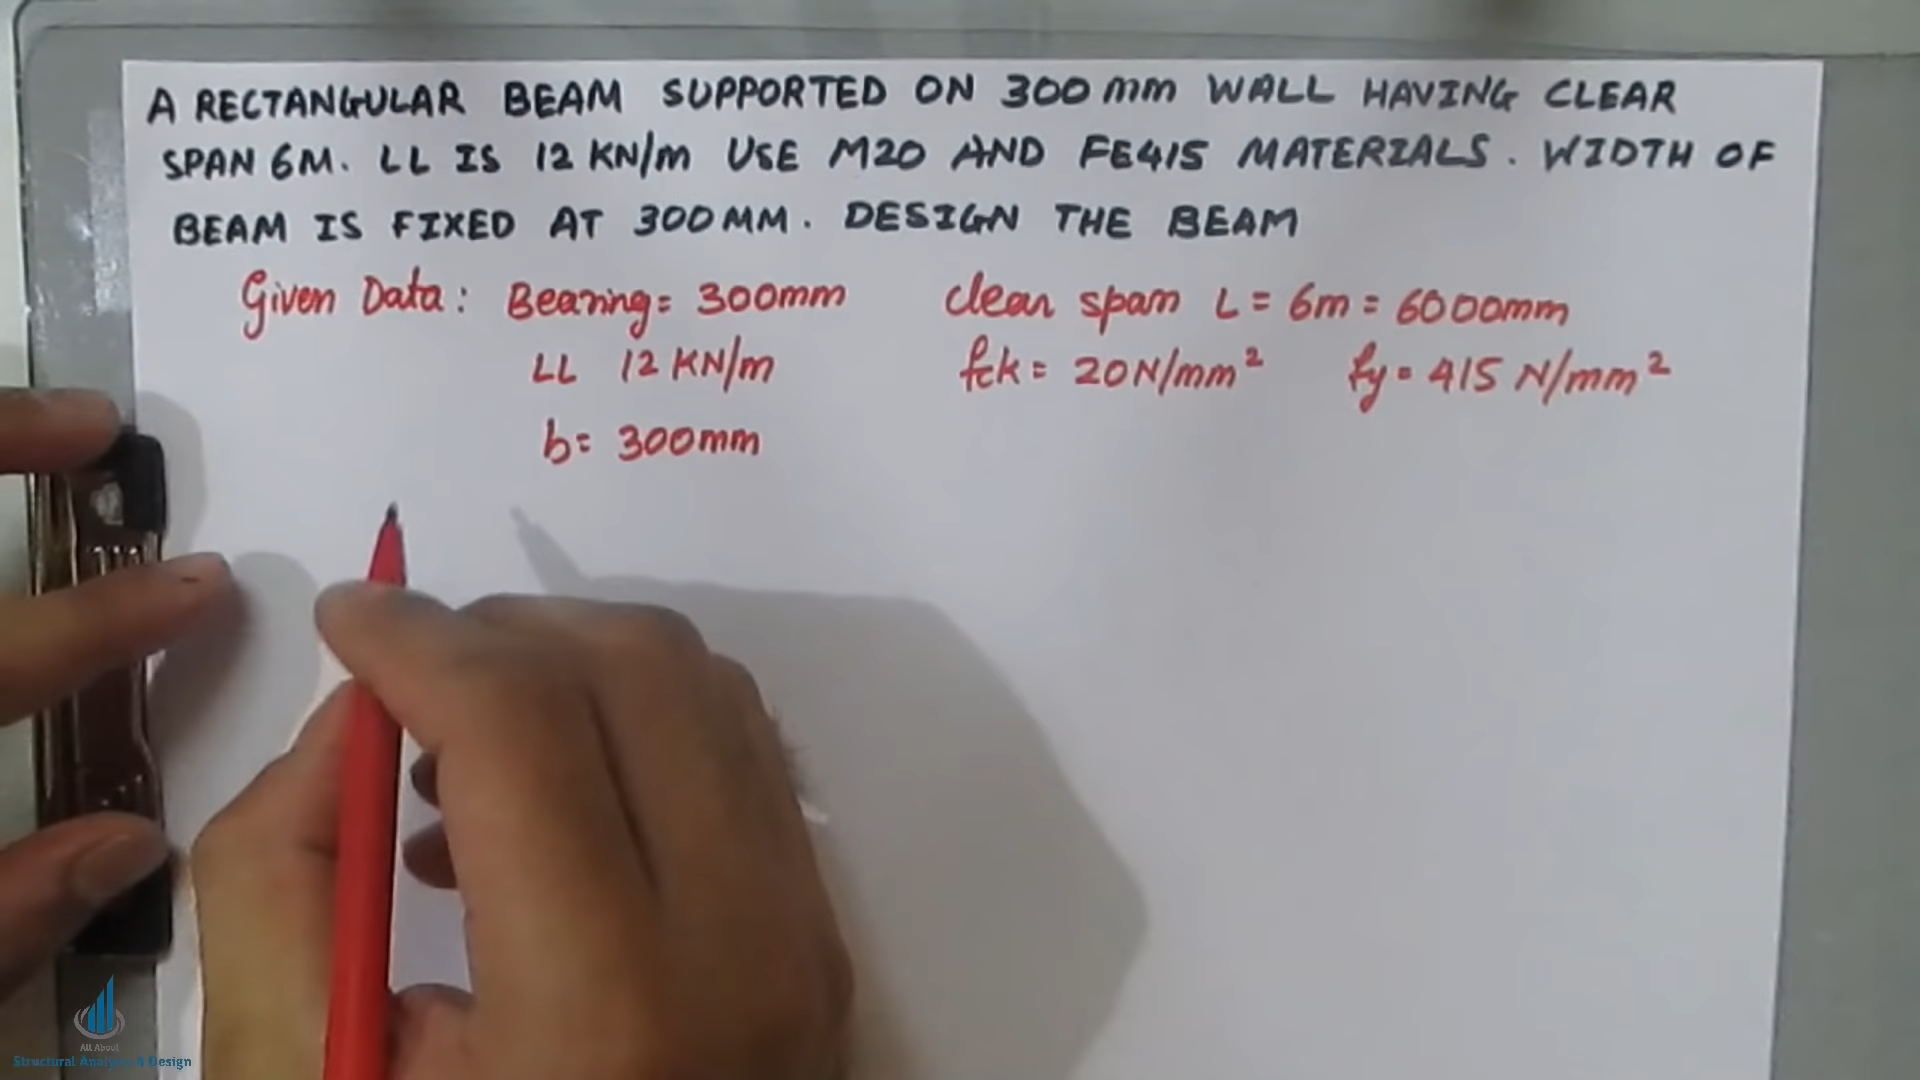 A RECTANGULAR BEAM SUPPORTED ON 300 mm WALL HAVING CLEAR
SPAN 6M. LL IS 12 KN/m USE M20 AND FE415 MATERIALS. WIDTH OF
BEAM IS FIXED AT 300MM. DESIGN THE BEAM
Given Data: Bearing= 300mm clear span L = 6m = 6000mm
LL 12 KN/m fck = 20N/mm² fy= 415 N/mm²
b= 300mm
All About
Structural Analysis & Design